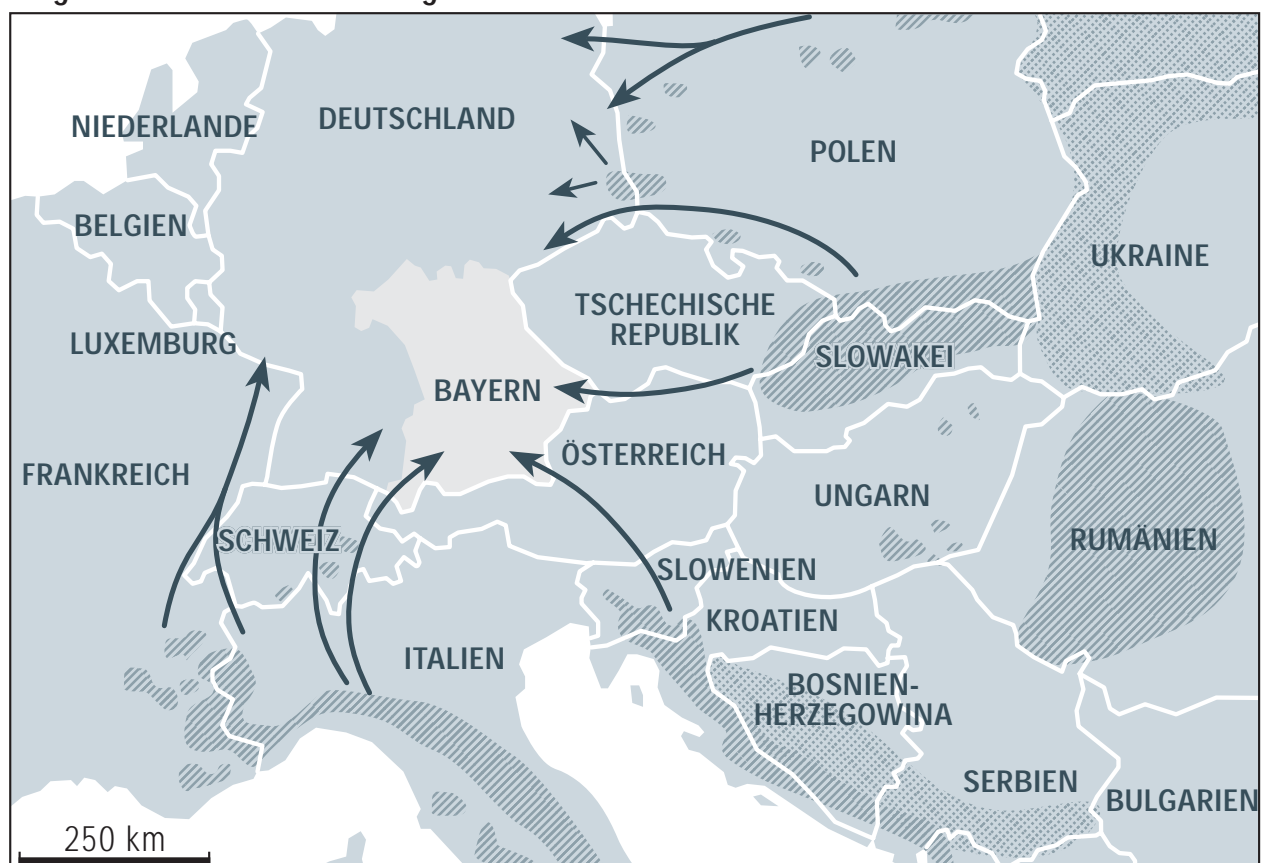 NIEDERLANDE
DEUTSCHLAND
POLEN
BELGIEN
UKRAINE
TSCHECHISCHE
REPUBLIK
LUXEMBURG
SLOWAKEI
BAYERN
ÖSTERREICH
FRANKREICH
UNGARN
SCHWEIZ
RUMÄNIEN
SLOWENIEN
KROATIEN
ITALIEN
BOSNIEN-
HERZEGOWINA
SERBIEN
BULGARIEN
250 km